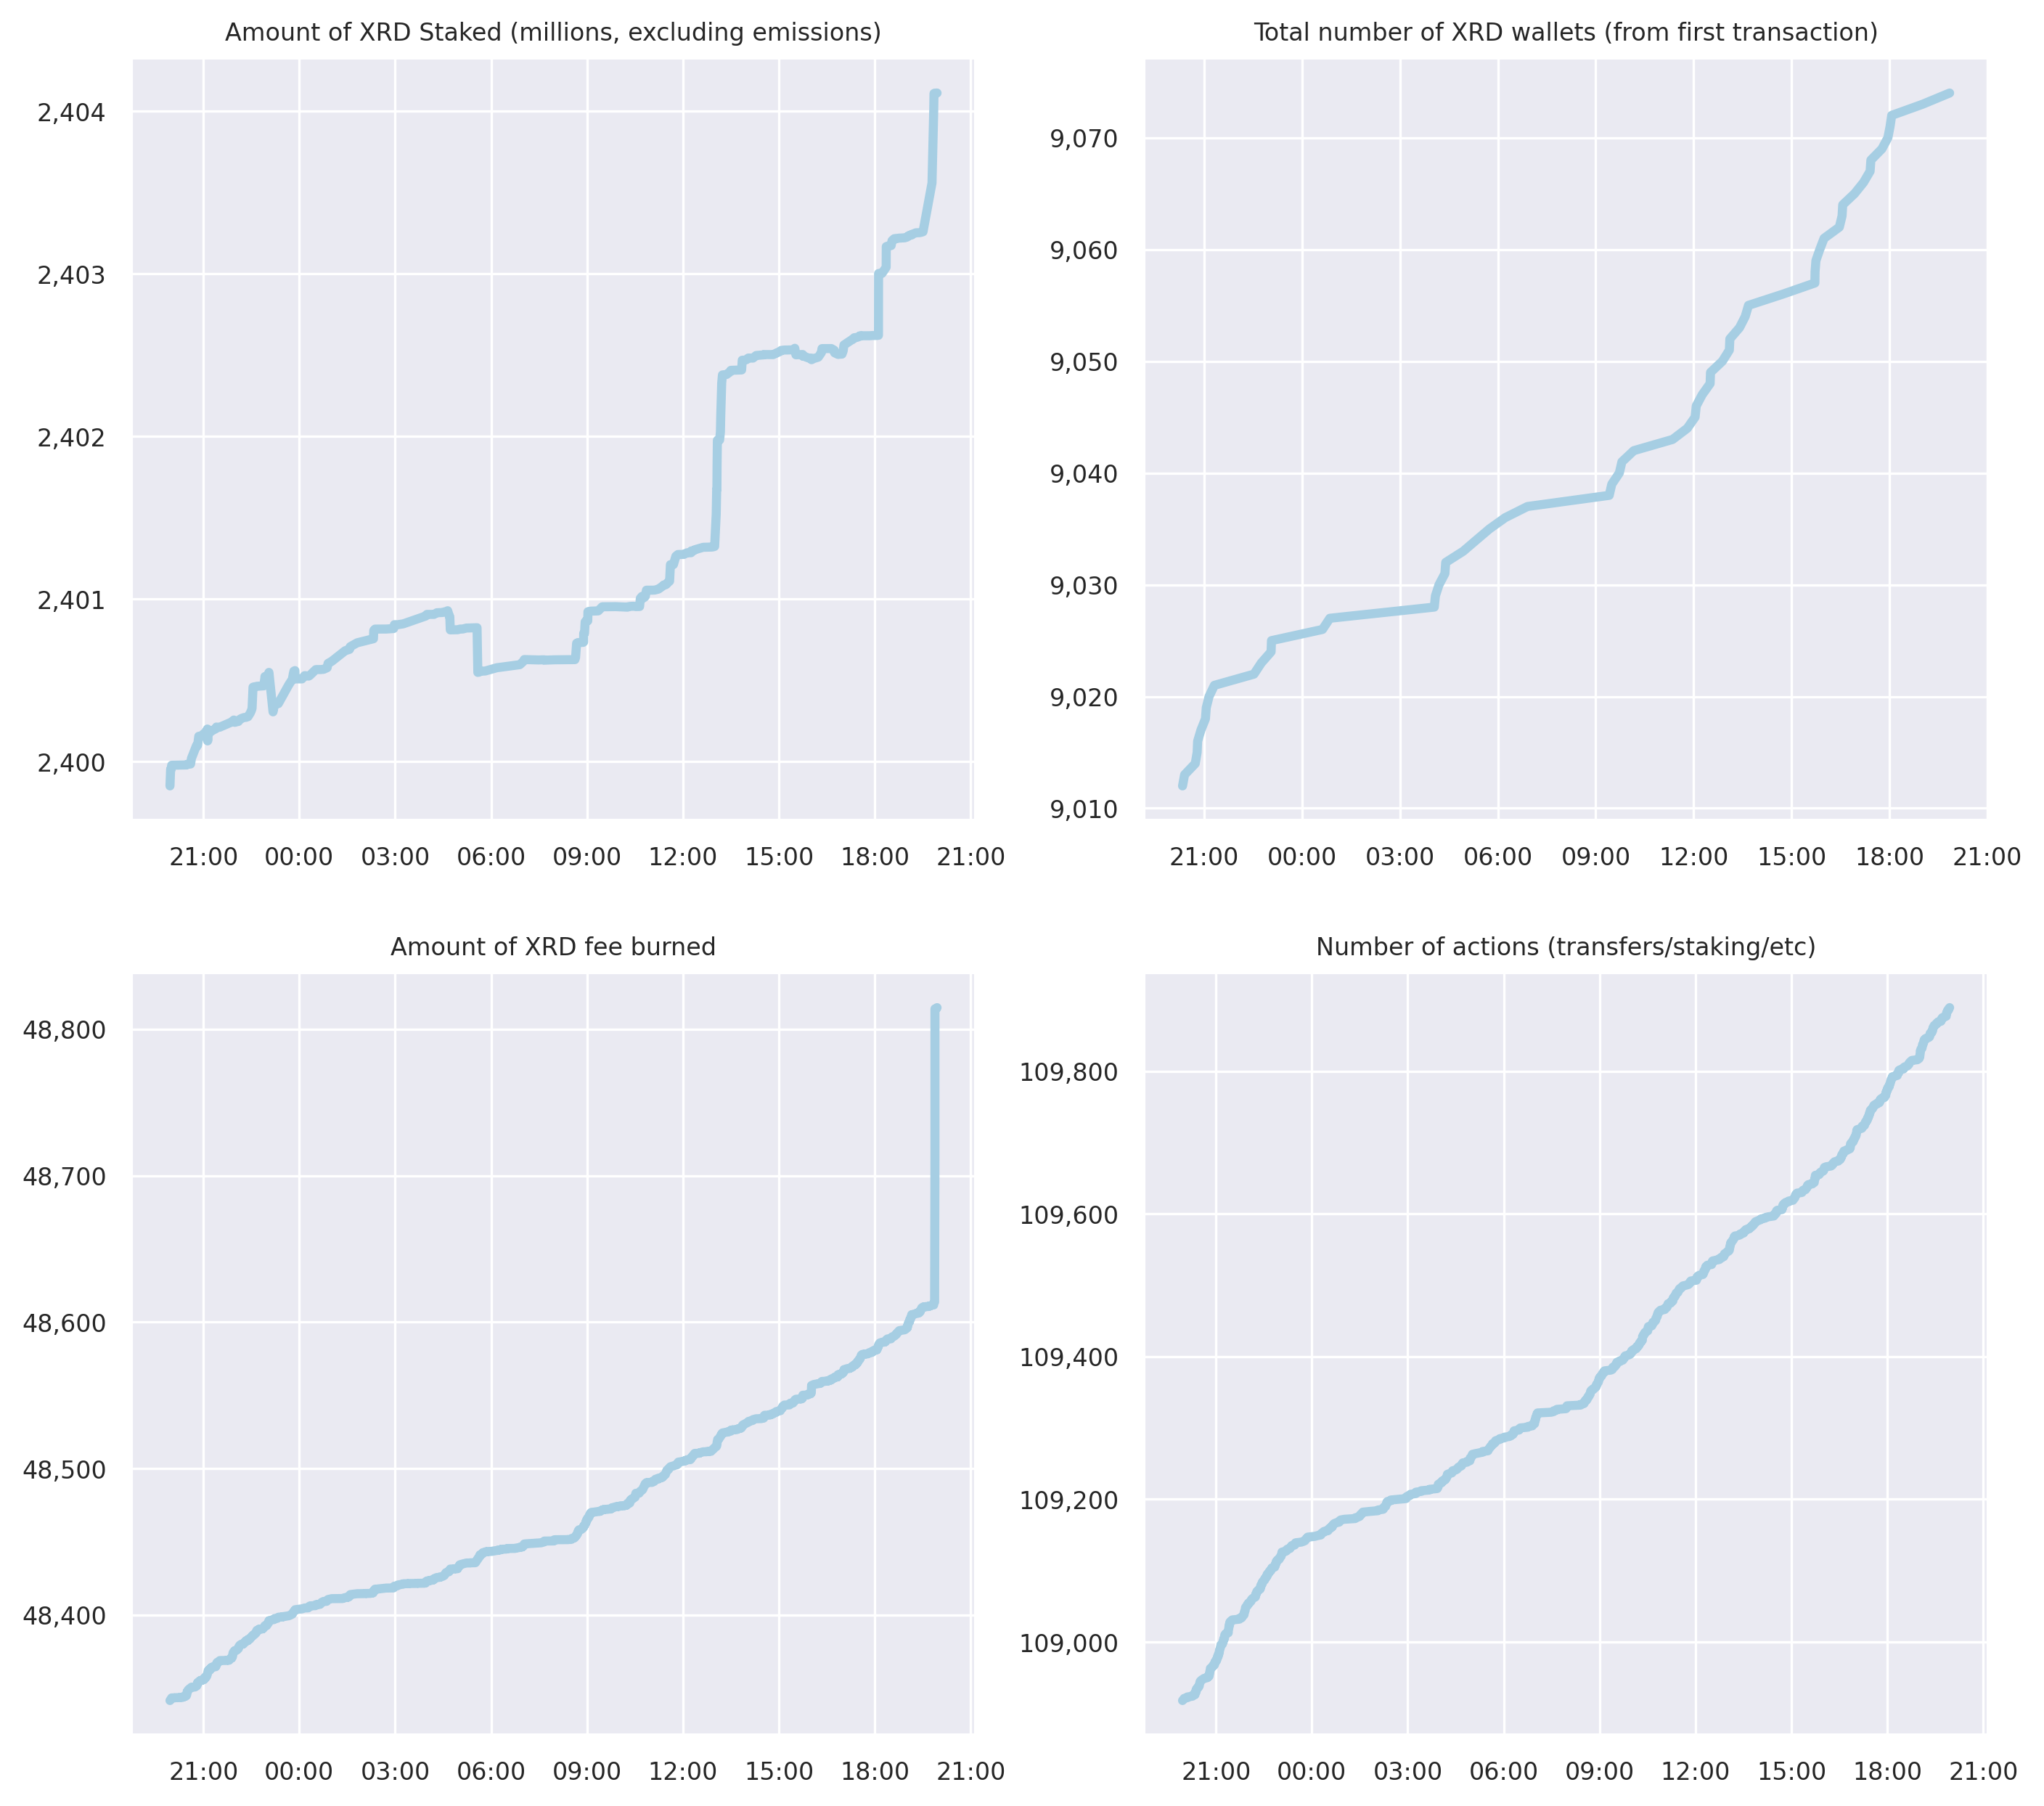 Amount of XRD Staked (millions, excluding emissions)
2,404
2,403
2,402
2,401
2,400
21:00 00:00 03:00 06:00 09:00 12:00 15:00 18:00 21:00
Total number of XRD wallets (from first transaction)
9,070
9,060
9,050
9,040
9,030
9,020
9,010
21:00 00:00 03:00 06:00 09:00 12:00 15:00 18:00 21:00
Amount of XRD fee burned
48,800
48,700
48,600
48,500
48,400
21:00 00:00 03:00 06:00 09:00 12:00 15:00 18:00 21:00
Number of actions (transfers/staking/etc)
109,800
109,600
109,400
109,200
109,000
21:00 00:00 03:00 06:00 09:00 12:00 15:00 18:00 21:00